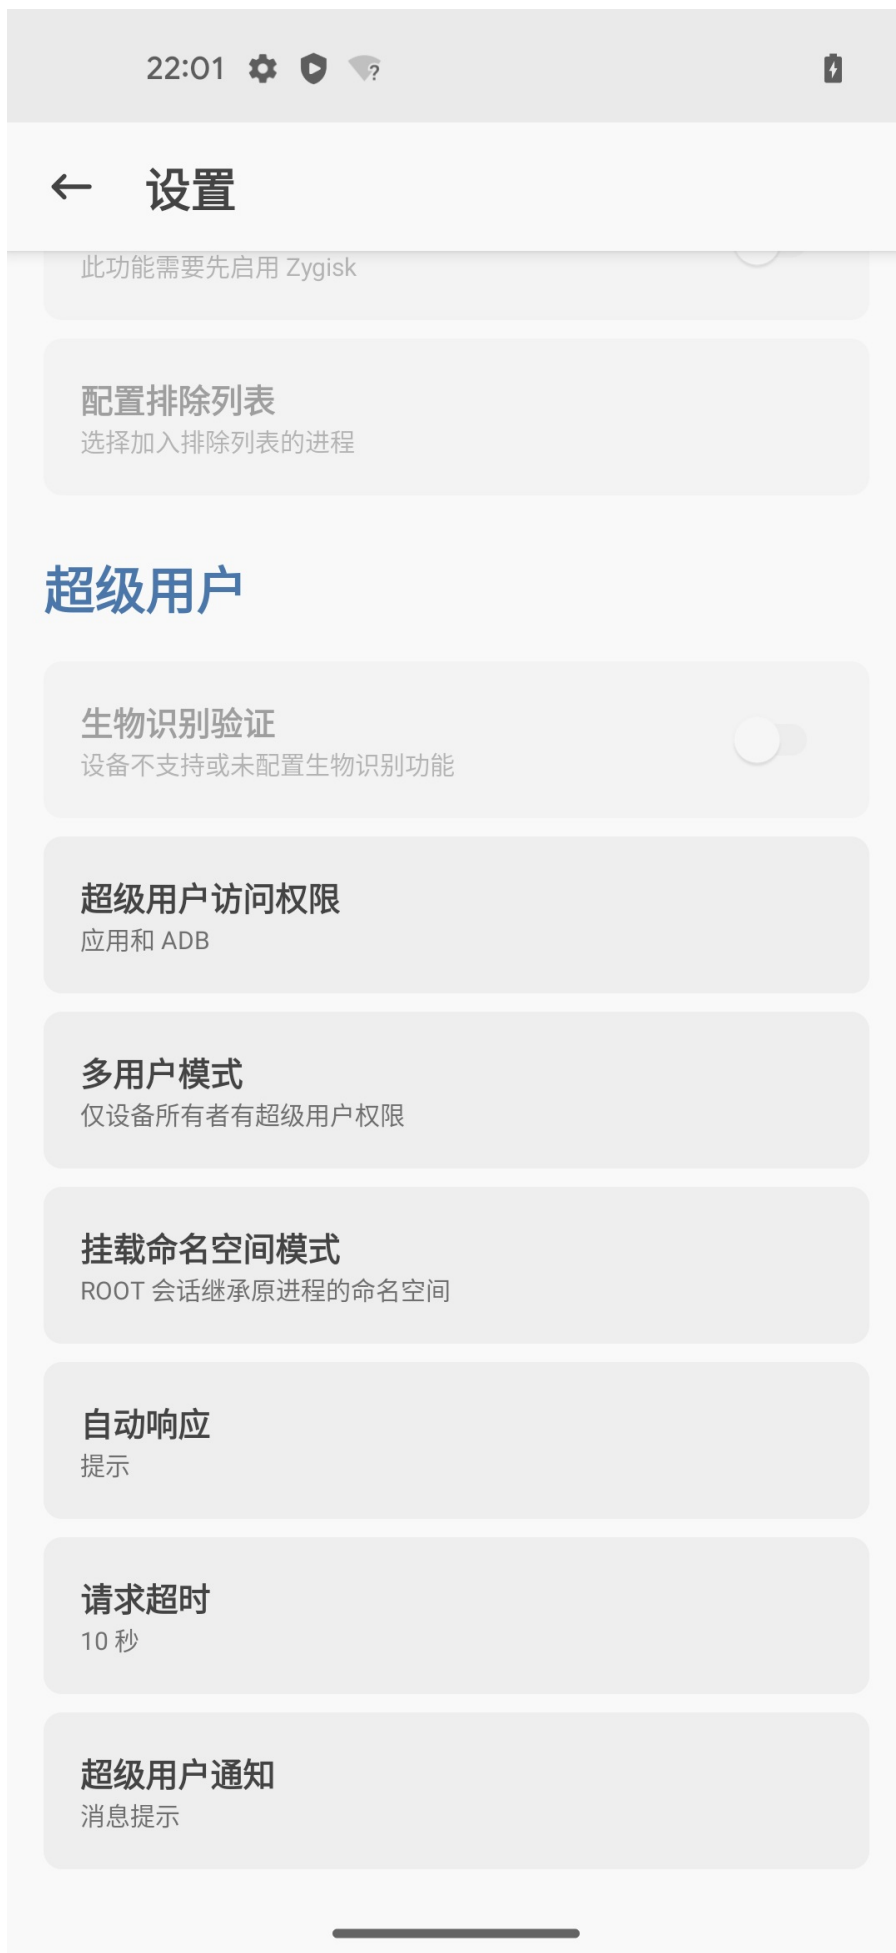 22:01
设置
此功能需要先启用 Zygisk
配置排除列表
选择加入排除列表的进程
超级用户
生物识别验证
设备不支持或未配置生物识别功能
超级用户访问权限
应用和 ADB
多用户模式
仅设备所有者有超级用户权限
挂载命名空间模式
ROOT 会话继承原进程的命名空间
自动响应
提示
请求超时
10 秒
超级用户通知
消息提示